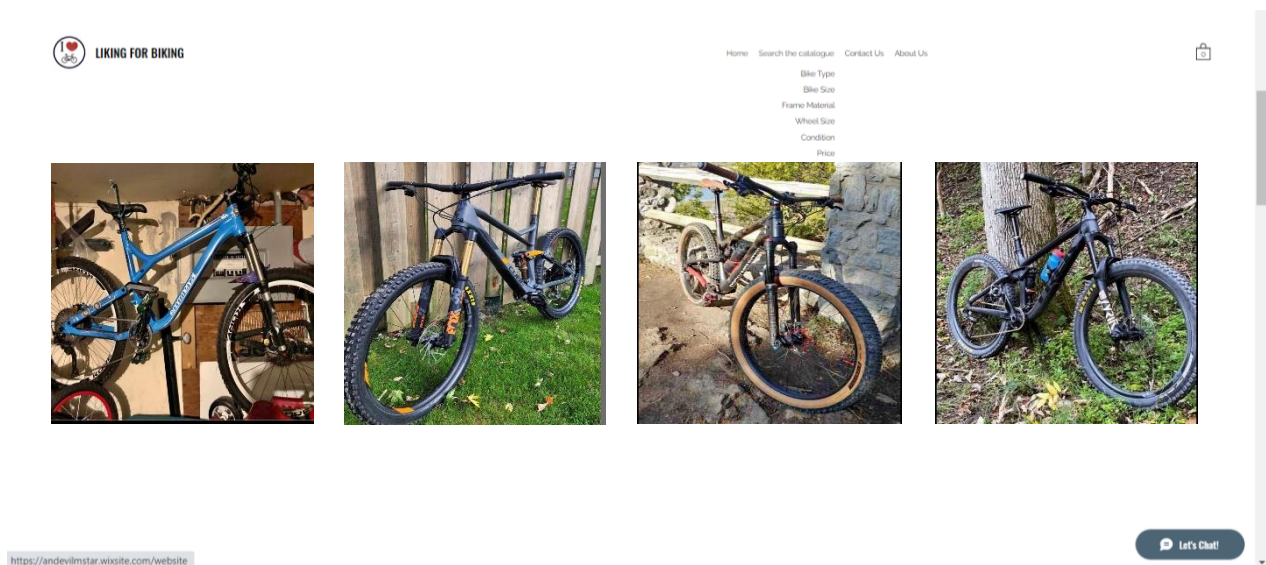 I
LIKING FOR BIKING
Home Search the catalogue Contact Us About Us
0
Bike Type
Bike Size
Frame Material
Wheel Size
Condition
Price
FOX
Let's Chat!
https://andevilmstar.wixsite.com/website